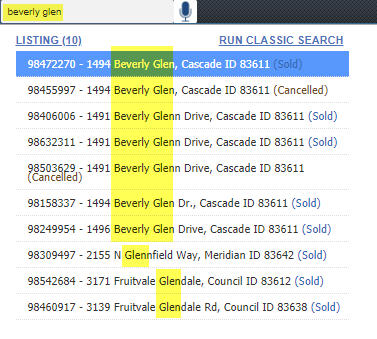 beverly glen
LISTING (10) RUN CLASSIC SEARCH
98472270 - 1494 Beverly Glen, Cascade ID 83611 (Sold)
98455997 - 1494 Beverly Glen, Cascade ID 83611 (Cancelled)
98406006 - 1491 Beverly Glenn Drive, Cascade ID 83611 (Sold)
98632311 - 1491 Beverly Glenn Drive, Cascade ID 83611 (Sold)
98503629 - 1491 Beverly Glenn Drive, Cascade ID 83611
(Cancelled)
98158337 - 1494 Beverly Glen Dr., Cascade ID 83611 (Sold)
98249954 - 1496 Beverly Glen Drive, Cascade ID 83611 (Sold)
98309497 - 2155 N Glennfield Way, Meridian ID 83642 (Sold)
98542684 - 3171 Fruitvale Glendale, Council ID 83612 (Sold)
98460917 - 3139 Fruitvale Glendale Rd, Council ID 83638 (Sold)